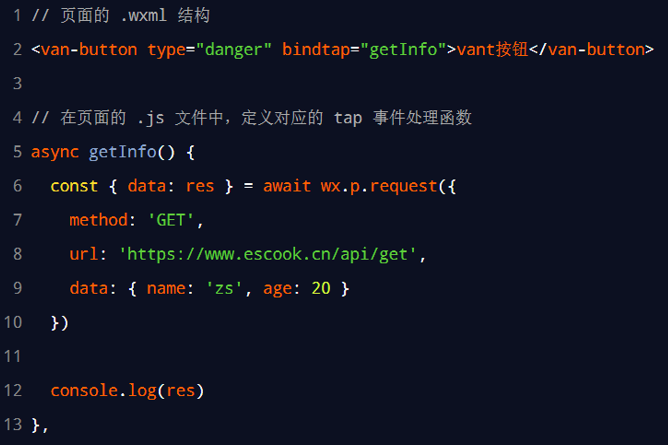 1 // 页面的 .wxml 结构
2 <van-button type="danger" bindtap="getInfo">vant按钮</van-button>
3
4 // 在页面的 .js 文件中，定义对应的 tap 事件处理函数
5 async getInfo() {
6   const { data: res } = await wx.p.request({
7     method: 'GET',
8     url: 'https://www.escook.cn/api/get',
9     data: { name: 'zs', age: 20 }
10   })
11
12   console.log(res)
13 },